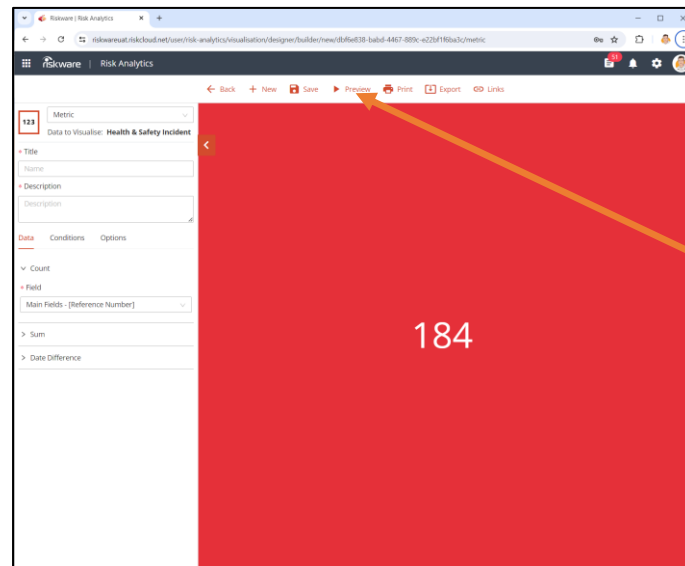 Riskware | Risk Analytics
riskwareuat.riskcloud.net/user/risk-analytics/visualisation/designer/builder/new/dbf6e838-babd-4467-889c-e22bf1f6ba3c/metric
riskware | Risk Analytics
51
Back New Save Preview Print Export Links
123
Metric
Data to Visualise: Health & Safety Incident
* Title
Name
* Description
Description
Data Conditions Options
Count
* Field
Main Fields - [Reference Number]
Sum
Date Difference
184